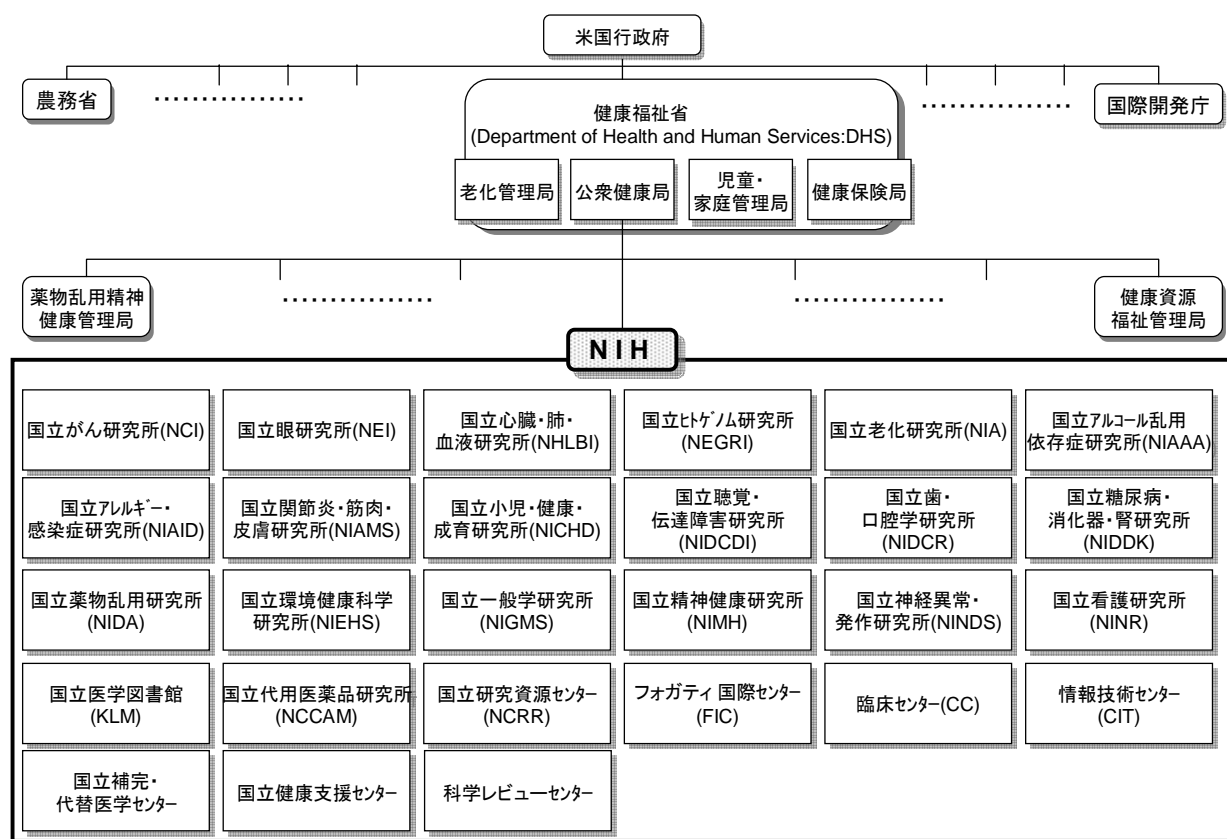 米国行政府
農務省
国際開発庁
健康福祉省
(Department of Health and Human Services:DHS)
老化管理局
公衆健康局
児童・
家庭管理局
健康保険局
薬物乱用精神
健康管理局
健康資源
福祉管理局
NIH
国立がん研究所(NCI)
国立眼研究所(NEI)
国立心臓・肺・
血液研究所(NHLBI)
国立ﾋﾄｹﾞﾉﾑ研究所
(NEGRI)
国立老化研究所(NIA)
国立ｱﾙｺｰﾙ乱用
依存症研究所(NIAAA)
国立ｱﾚﾙｷﾞｰ・
感染症研究所(NIAID)
国立関節炎・筋肉・
皮膚研究所(NIAMS)
国立小児・健康・
成育研究所(NICHD)
国立聴覚・
伝達障害研究所
(NIDCDI)
国立歯・
口腔学研究所
(NIDCR)
国立糖尿病・
消化器・腎研究所
(NIDDK)
国立薬物乱用研究所
(NIDA)
国立環境健康科学
研究所(NIEHS)
国立一般学研究所
(NIGMS)
国立精神健康研究所
(NIMH)
国立神経異常・
発作研究所(NINDS)
国立看護研究所
(NINR)
国立医学図書館
(KLM)
国立代用医薬品研究所
(NCCAM)
国立研究資源ｾﾝﾀｰ
(NCRR)
フォガティ 国際ｾﾝﾀｰ
(FIC)
臨床ｾﾝﾀｰ(CC)
情報技術ｾﾝﾀｰ
(CIT)
国立補完・
代替医学ｾﾝﾀｰ
国立健康支援ｾﾝﾀｰ
科学レビューｾﾝﾀｰ